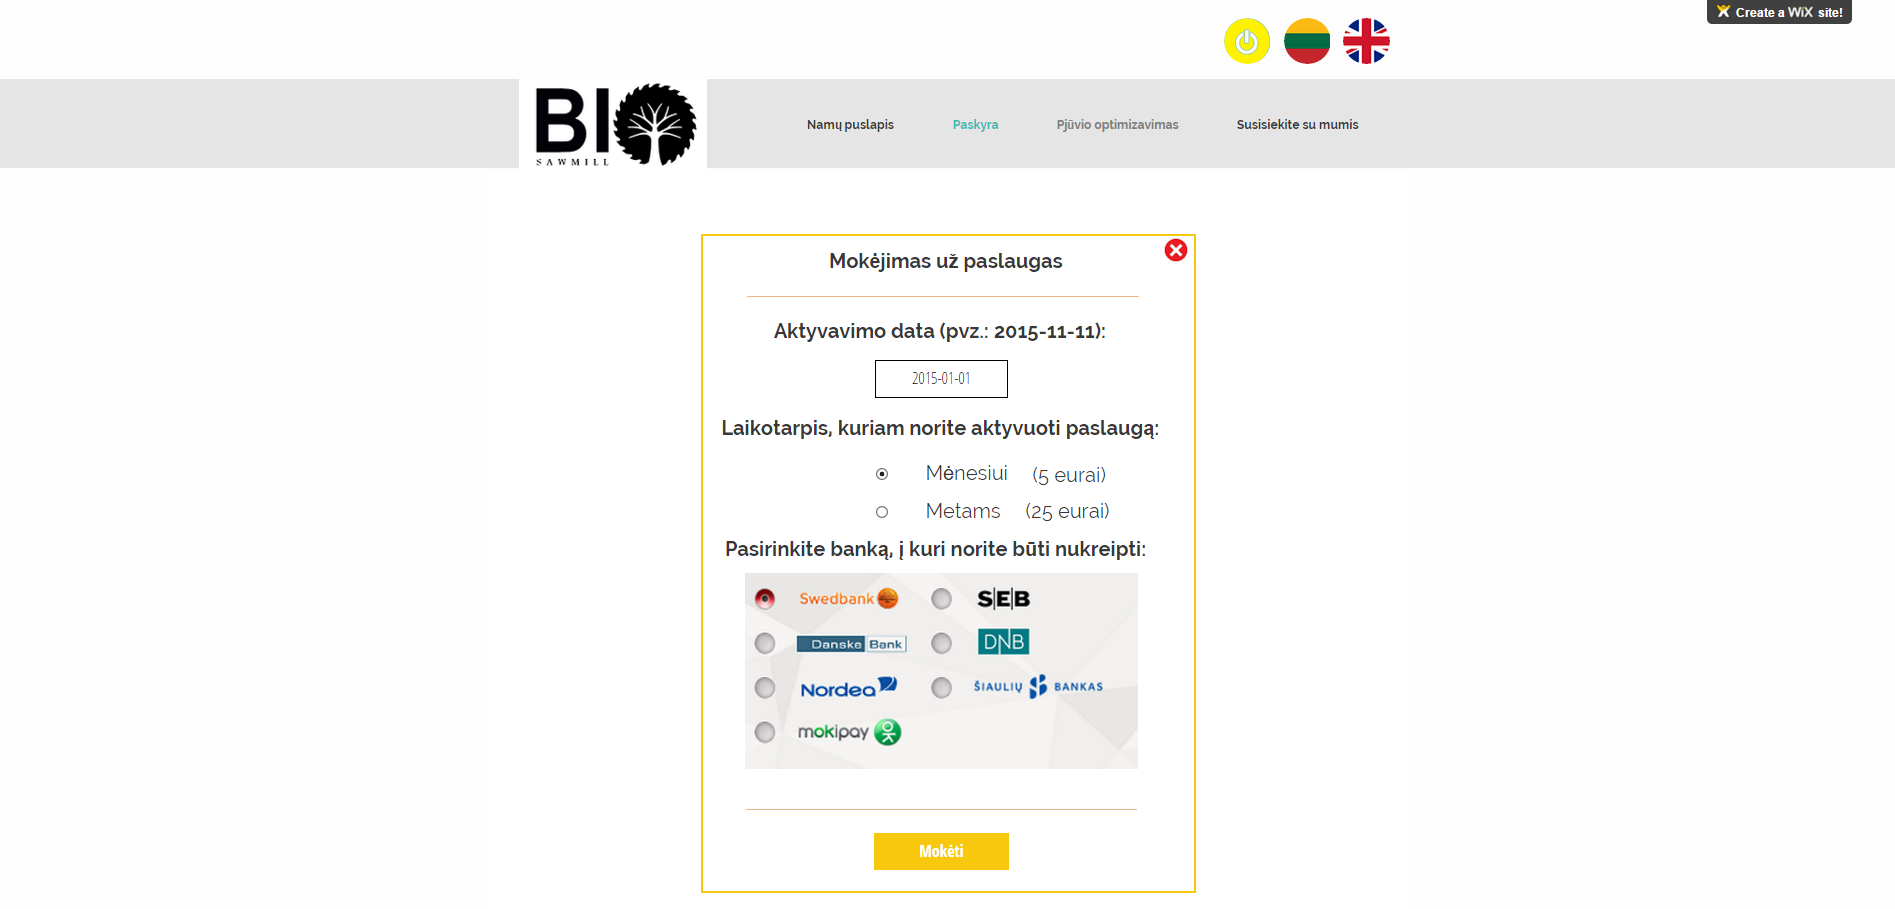 Create a WiX site!
BIO
SAWMILL
Namų puslapis
Paskyra
Pjūvio optimizavimas
Susisiekite su mumis
Mokėjimas už paslaugas
Aktyvavimo data (pvz.: 2015-11-11):
2015-01-01
Laikotarpis, kuriam norite aktyvuoti paslaugą:
Mėnesiui (5 eurai)
Metams (25 eurai)
Pasirinkite banką, į kuri norite būti nukreipti:
Swedbank SEB
Danske Bank DNB
Nordea ŠIAULIŲ BANKAS
mokipay
Mokėti